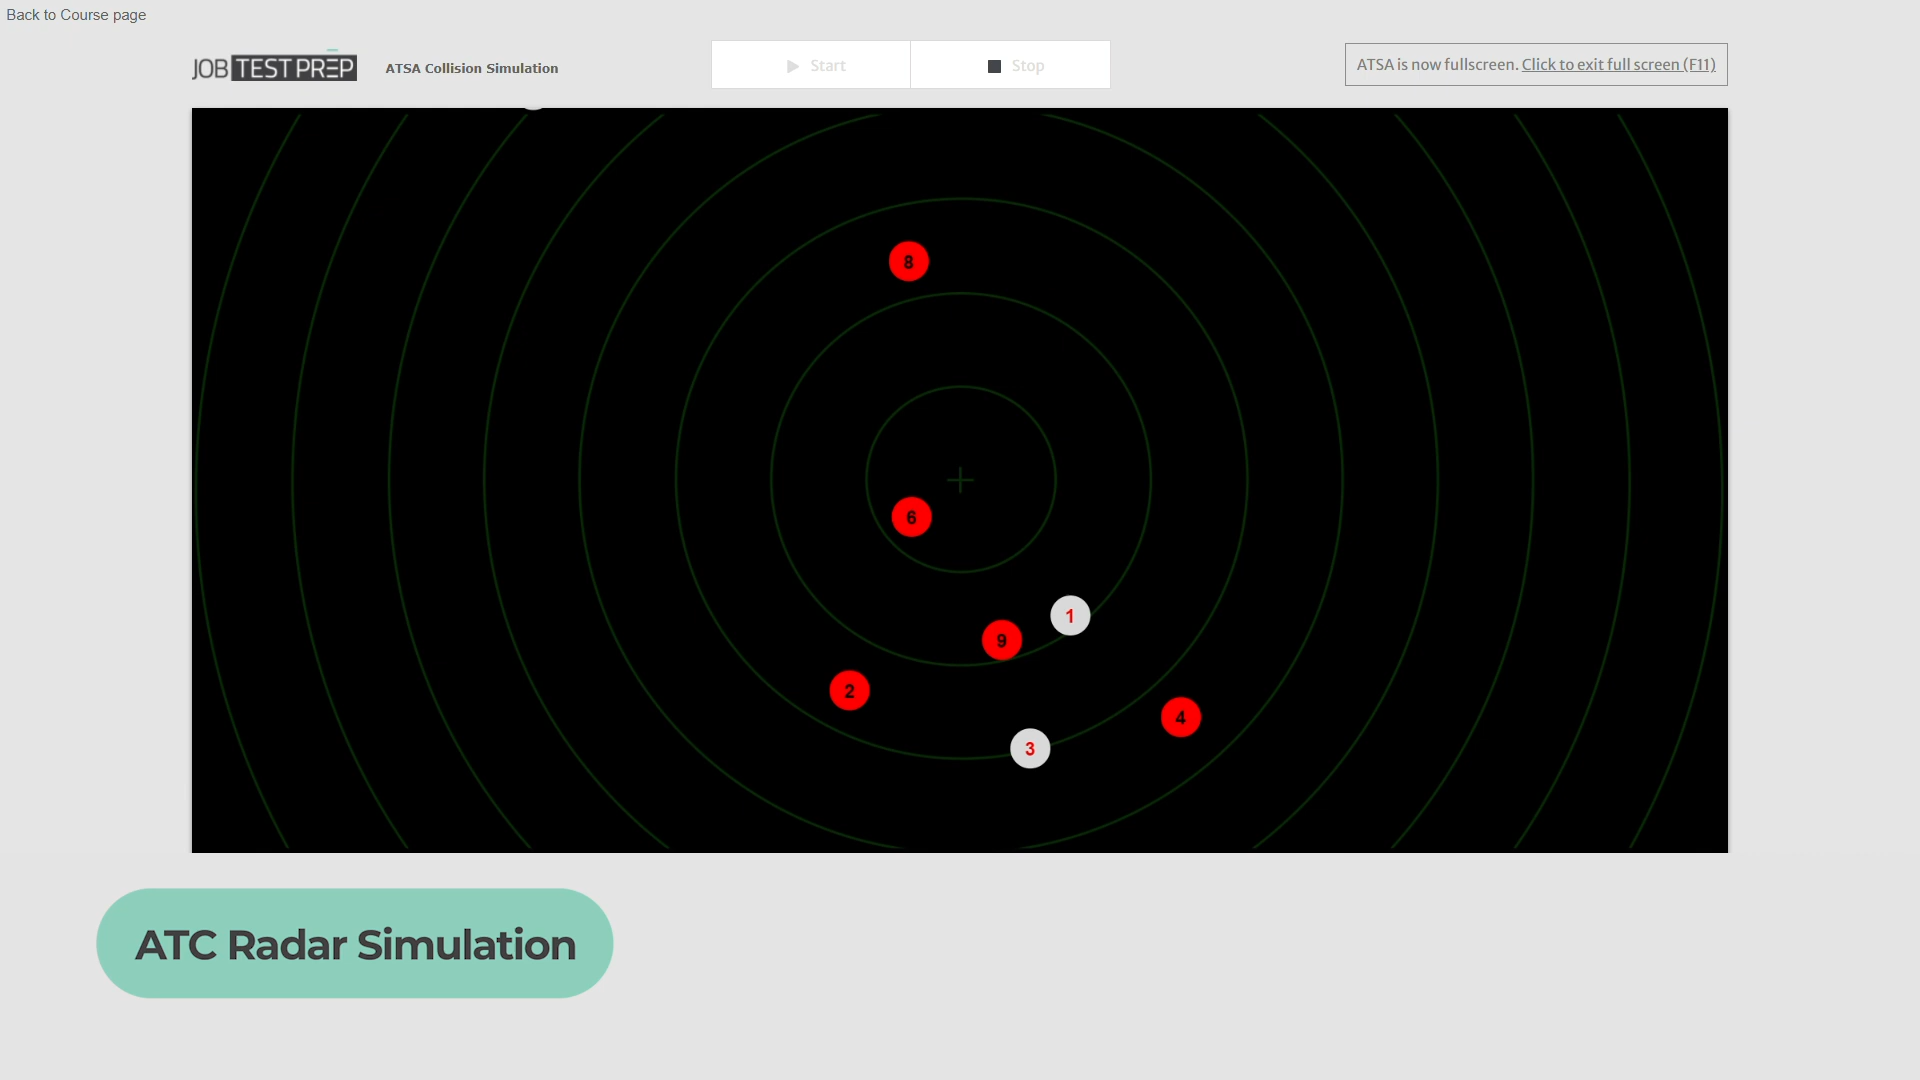 Back to Course page
JOB TEST PREP
ATSA Collision Simulation
Start
Stop
ATSA is now fullscreen. Click to exit full screen (F11)
8
6
1
9
2
4
3
ATC Radar Simulation